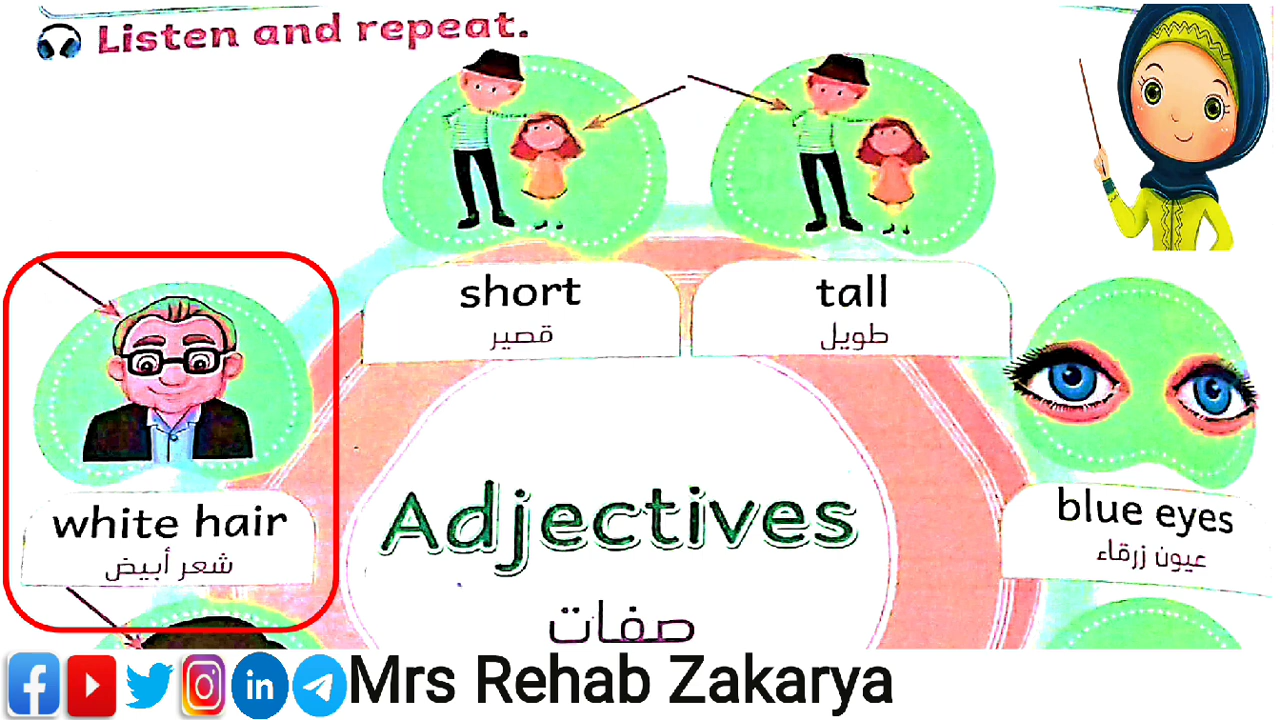 Listen and repeat.
short
قصير
tall
طويل
white hair
شعر أبيض
blue eyes
عيون زرقاء
Adjectives
صفات
Mrs Rehab Zakarya